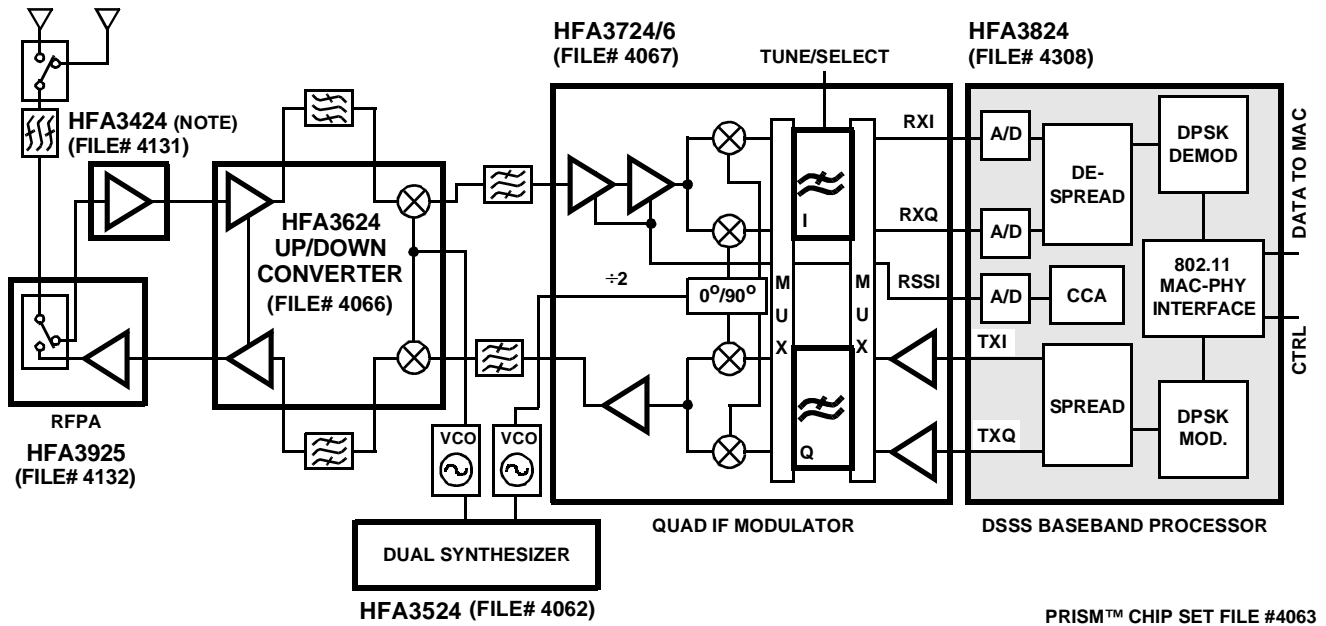 HFA3424 (NOTE)
(FILE# 4131)
HFA3624
UP/DOWN
CONVERTER
(FILE# 4066)
RFPA
HFA3925
(FILE# 4132)
VCO
VCO
DUAL SYNTHESIZER
HFA3524 (FILE# 4062)
HFA3724/6
(FILE# 4067)
TUNE/SELECT
÷2
0°/90°
MUX
I
Q
MUX
RXI
RXQ
RSSI
TXI
TXQ
QUAD IF MODULATOR
HFA3824
(FILE# 4308)
A/D
A/D
A/D
DE-
SPREAD
CCA
DPSK
DEMOD
802.11
MAC-PHY
INTERFACE
SPREAD
DPSK
MOD.
DATA TO MAC
CTRL
DSSS BASEBAND PROCESSOR
PRISM™ CHIP SET FILE #4063